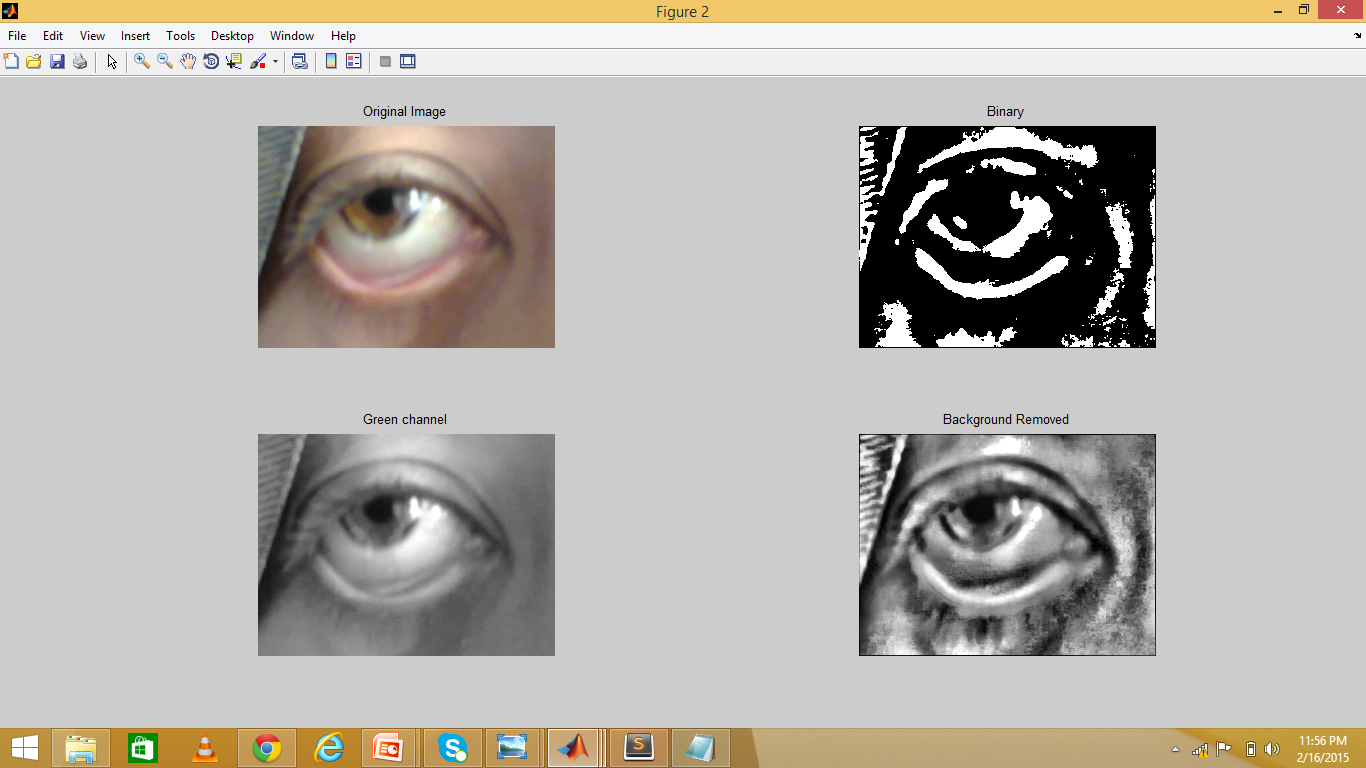 Figure 2
File Edit View Insert Tools Desktop Window Help
Original Image
Binary
Green channel
Background Removed
11:56 PM
2/16/2015